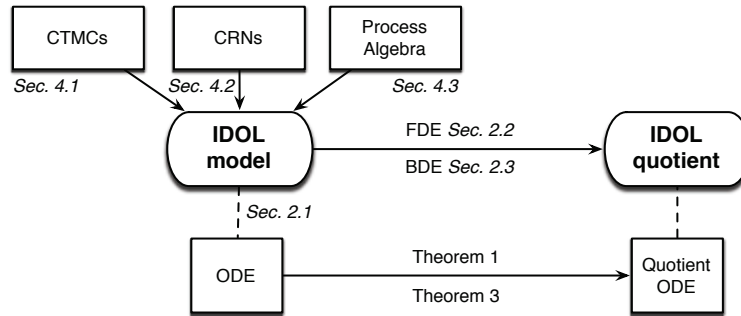 CTMCs
CRNs
Process
Algebra
Sec. 4.1
Sec. 4.2
Sec. 4.3
IDOL
model
FDE Sec. 2.2
BDE Sec. 2.3
IDOL
quotient
Sec. 2.1
ODE
Theorem 1
Theorem 3
Quotient
ODE